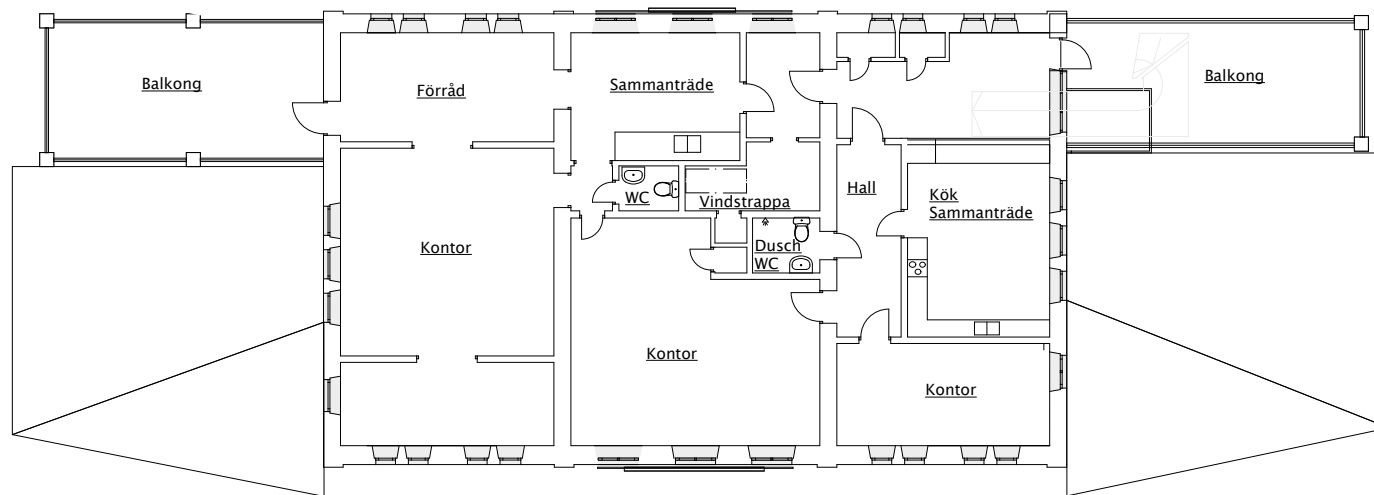 Balkong
Förråd
Sammanträde
Balkong
WC
Vindstrappa
Hall
Kök
Sammanträde
Kontor
Dusch
WC
Kontor
Kontor